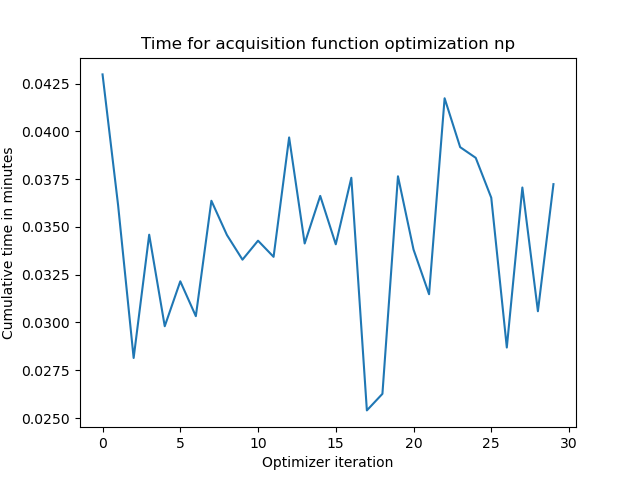 Time for acquisition function optimization np
Cumulative time in minutes
0.0425
0.0400
0.0375
0.0350
0.0325
0.0300
0.0275
0.0250
0 5 10 15 20 25 30
Optimizer iteration